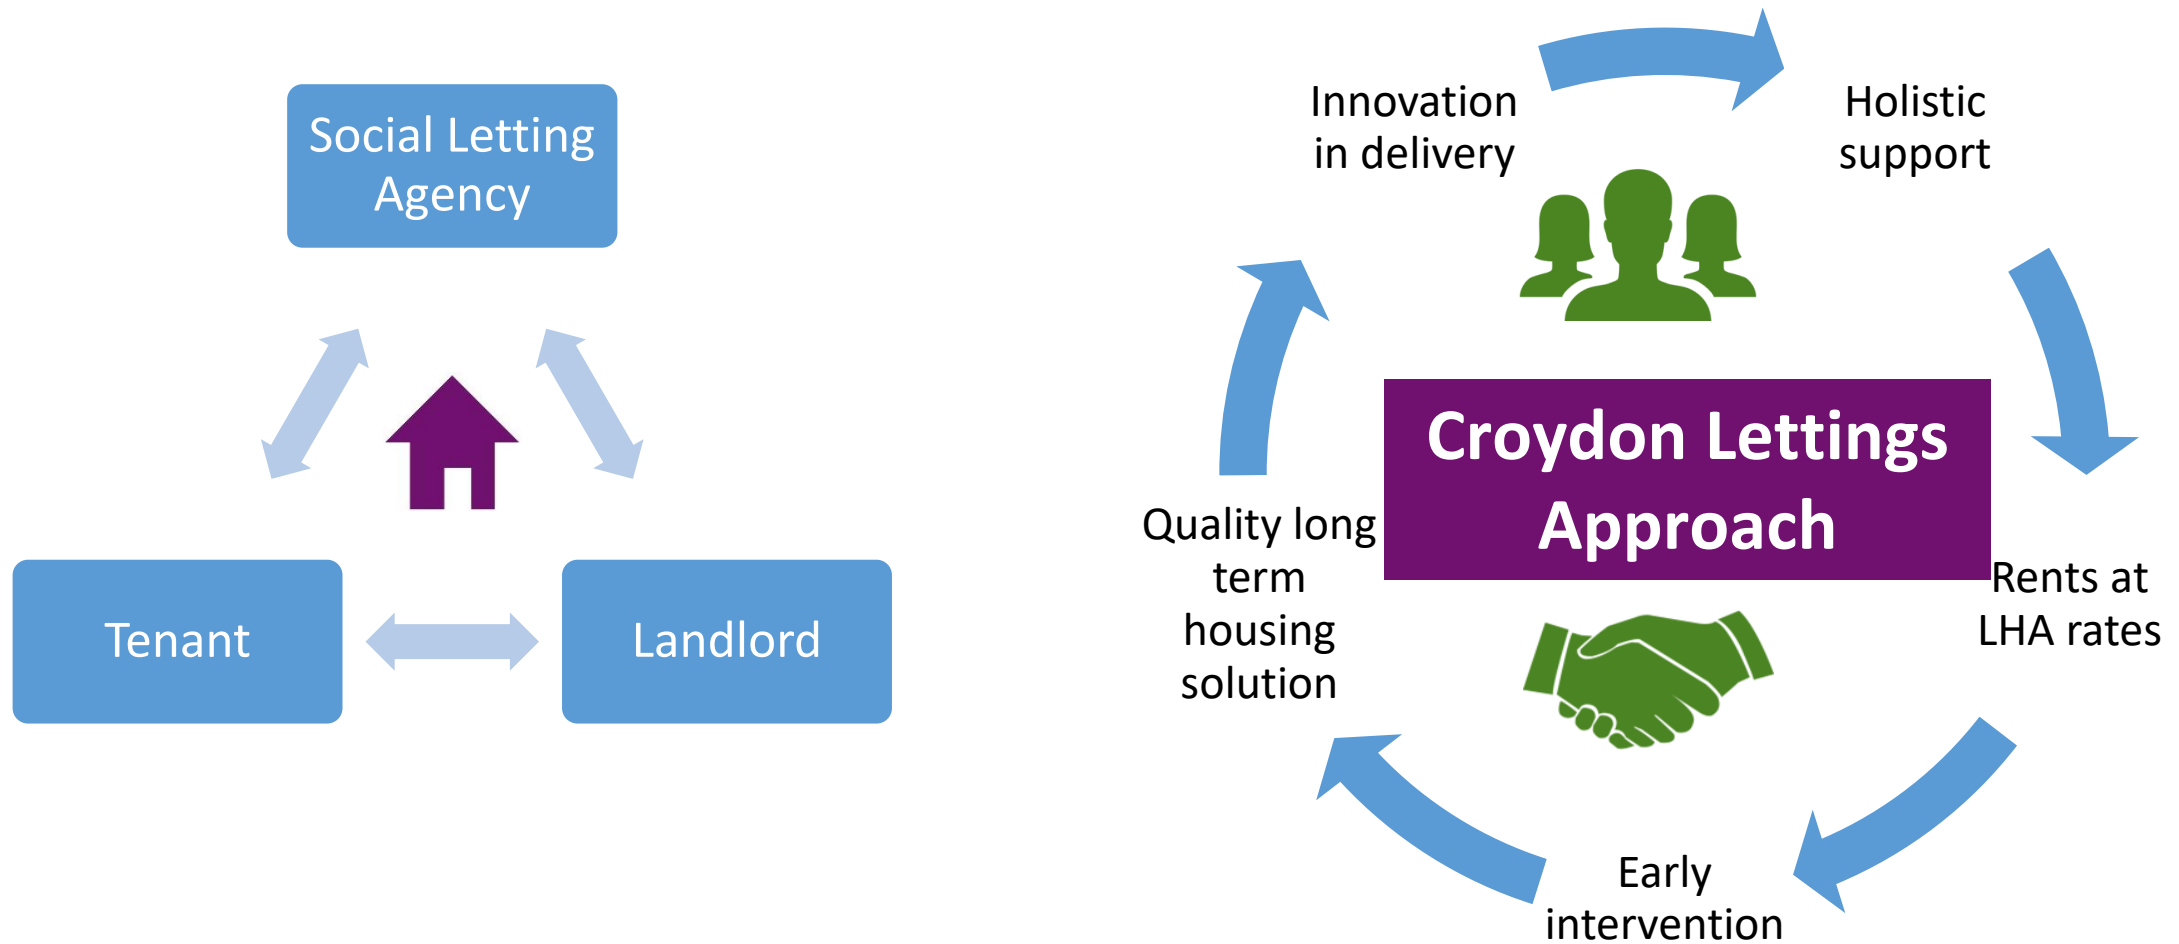 Social Letting
Agency
Tenant
Landlord
Innovation
in delivery
Holistic
support
Croydon Lettings
Approach
Quality long
term
housing
solution
Rents at
LHA rates
Early
intervention